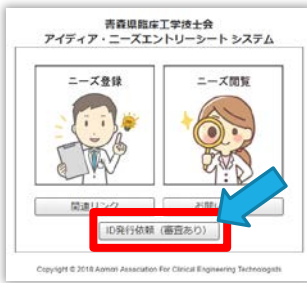 青森県臨床工学技士会
アイディア・ニーズエントリーシート システム
ニーズ登録
ニーズ閲覧
関連リンク
ID発行依頼（審査あり）
Copyright © 2018 Aomori Association For Clinical Engineering Technologists